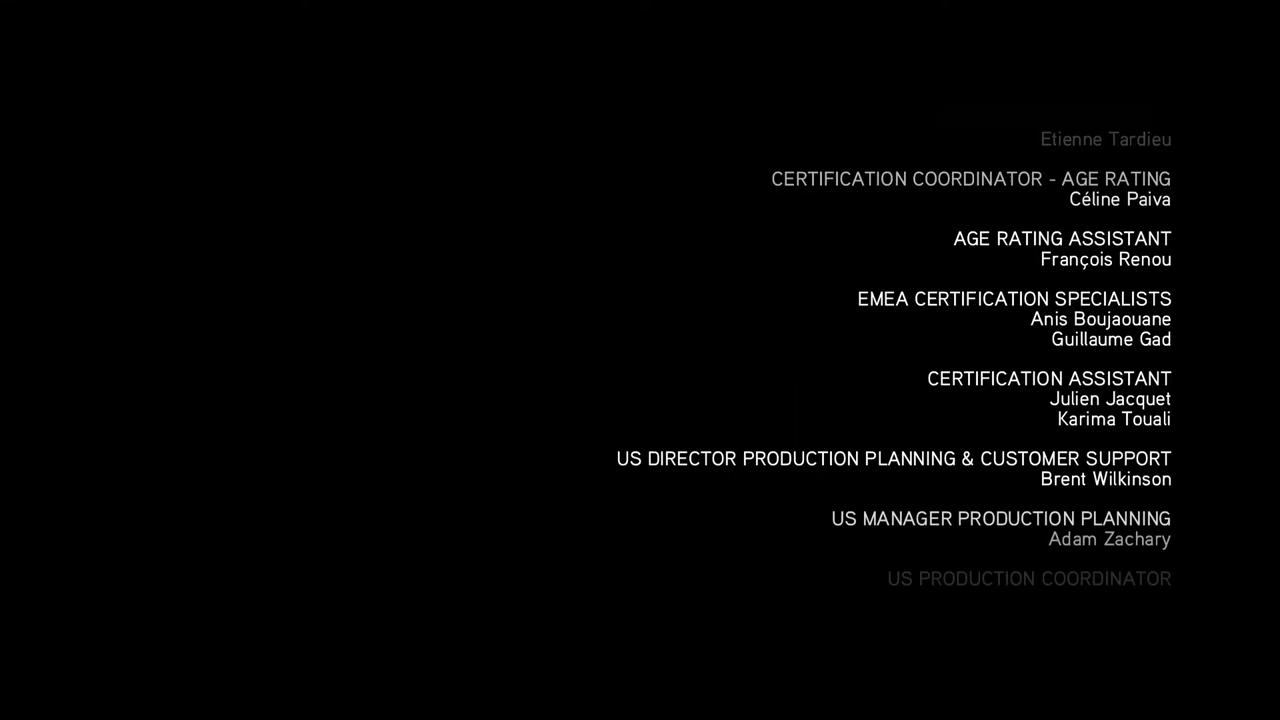 Etienne Tardieu
CERTIFICATION COORDINATOR - AGE RATING
Céline Paiva
AGE RATING ASSISTANT
François Renou
EMEA CERTIFICATION SPECIALISTS
Anis Boujaouane
Guillaume Gad
CERTIFICATION ASSISTANT
Julien Jacquet
Karima Touali
US DIRECTOR PRODUCTION PLANNING & CUSTOMER SUPPORT
Brent Wilkinson
US MANAGER PRODUCTION PLANNING
Adam Zachary
US PRODUCTION COORDINATOR